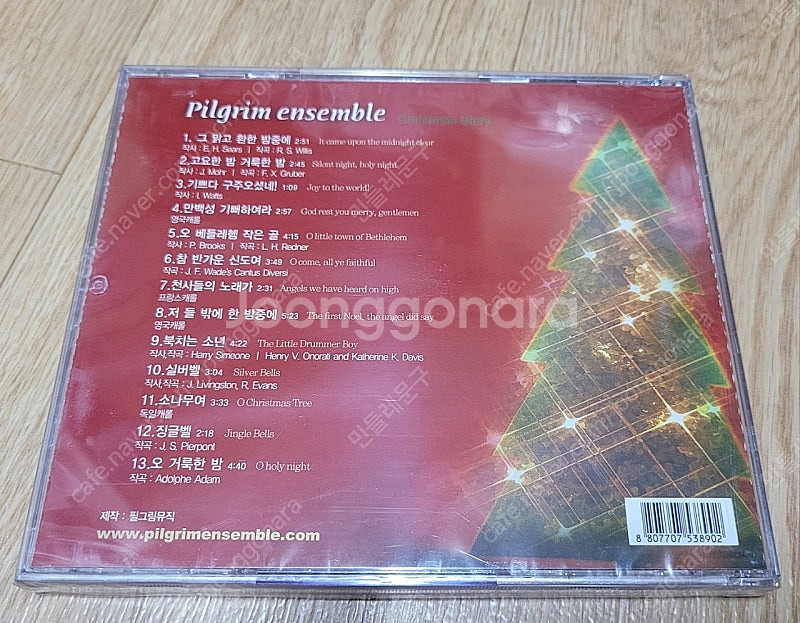 Pilgrim ensemble Christmas Story
1. 그 맑고 환한 밤중에 2:51 It came upon the midnight clear
작사 : E. H. Sears | 작곡 : R. S. Willis
2.고요한 밤 거룩한 밤 2:45 Silent night, holy night
작사 : J. Mohr | 작곡 : F. X. Gruber
3.기쁘다 구주오셨네! 1:09 Joy to the world!
작사 : I. Watts
4.만백성 기뻐하여라 2:57 God rest you merry, gentlemen
영국캐롤
5.오 베들레헴 작은 골 4:15 O little town of Bethlehem
작사 : P. Brooks | 작곡 : L. H. Redner
6.참 반가운 신도여 3:49 O come, all ye faithful
작곡 : J. F. Wade's Cantus Diversi
7.천사들의 노래가 2:31 Angels we have heard on high
프랑스캐롤
8.저 들 밖에 한 밤중에 5:23 The first Noel, the angel did say
영국캐롤
9.북치는 소년 4:22 The Little Drummer Boy
작사,작곡 : Harry Simeone | Henry V. Onorati and Katherine K. Davis
10.실버벨 3:04 Silver Bells
작사,작곡 : J. Livingston, R. Evans
11.소나무여 3:33 O Christmas Tree
독일캐롤
12.징글벨 2:18 Jingle Bells
작곡 : J. S. Pierpont
13.오 거룩한 밤 4:40 O holy night
작곡 : Adolphe Adam
제작 : 필그림뮤직
www.pilgrimensemble.com
8 807707 538902
Joonggonara
cafe.naver.com/joonggonara
민들레문구